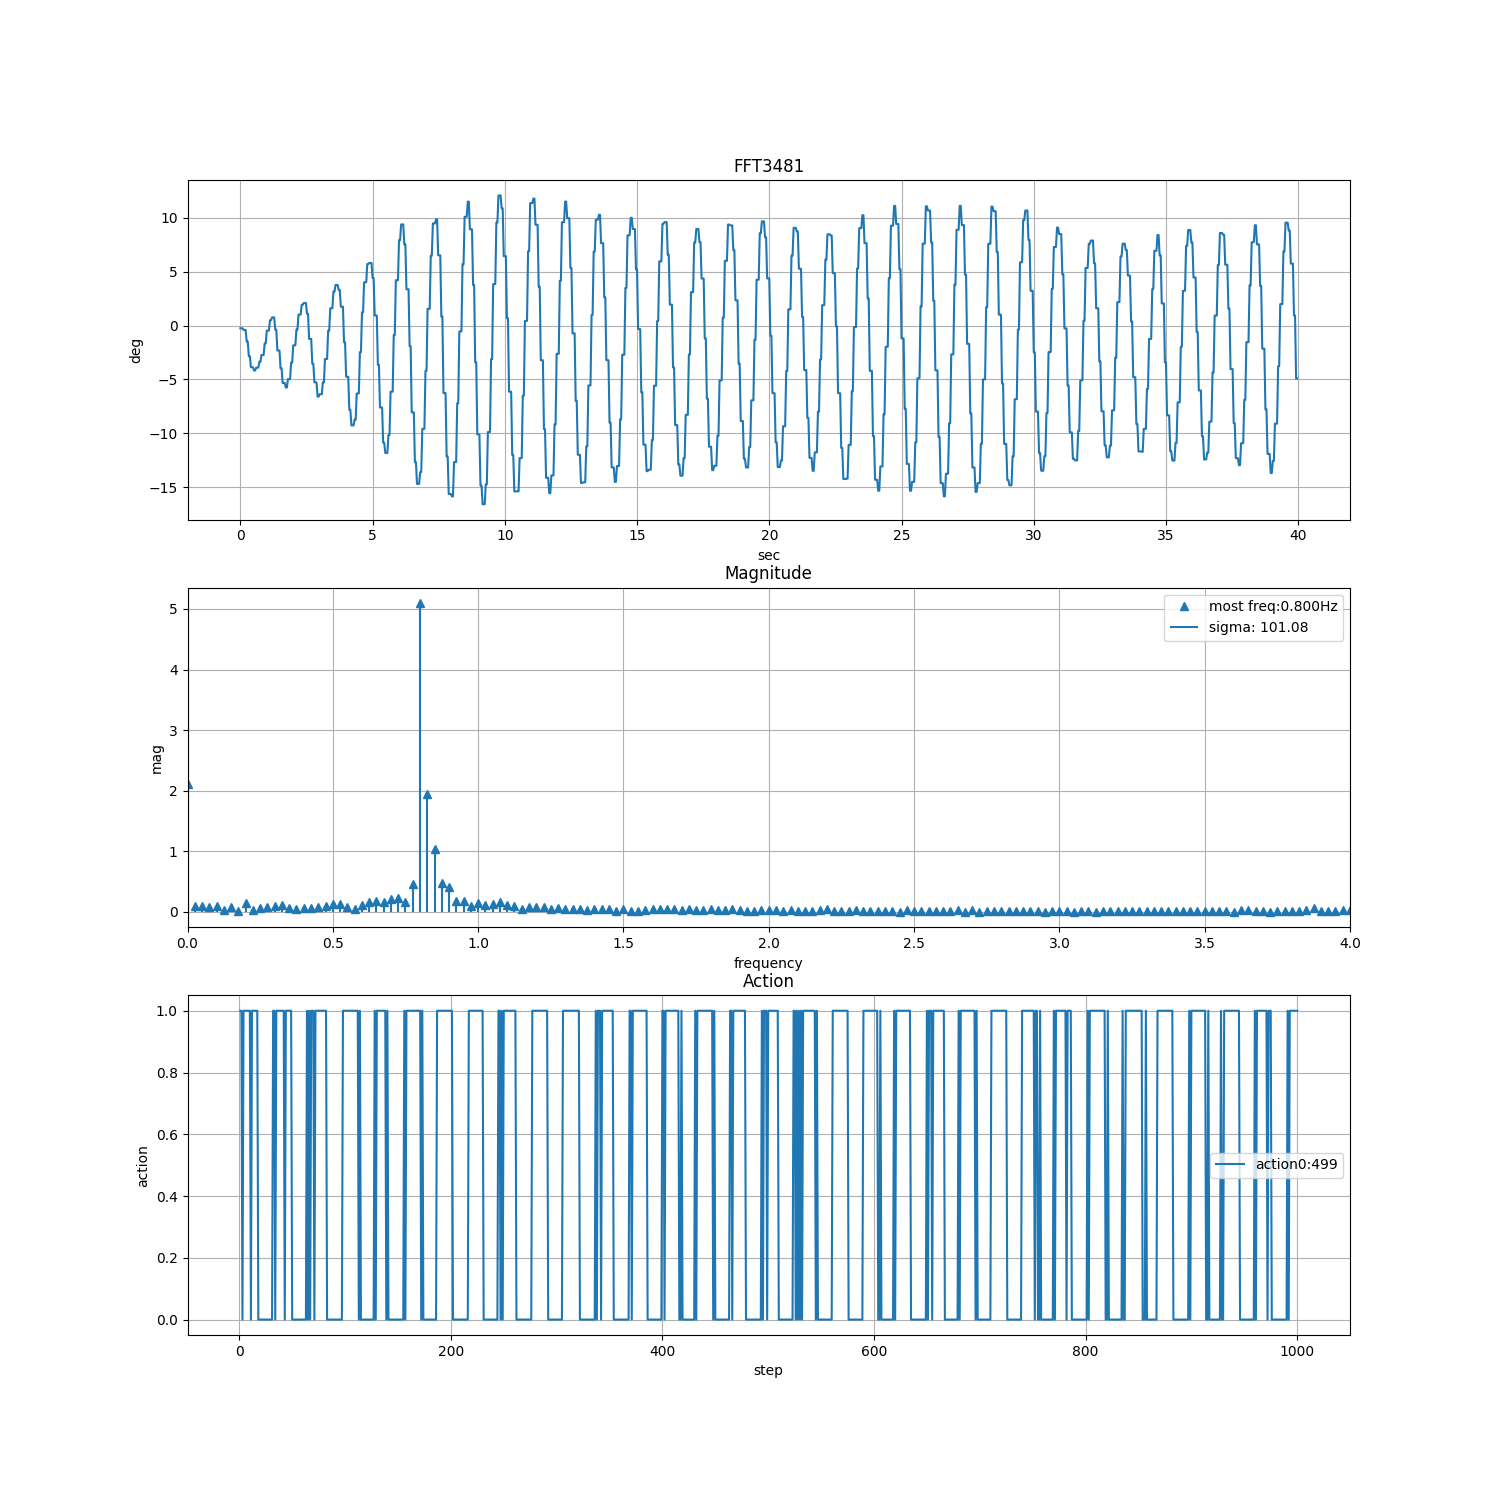 FFT3481
10
5
0
−5
−10
−15
deg
0 5 10 15 20 25 30 35 40
sec
Magnitude
5
4
3
2
1
0
mag
most freq:0.800Hz
sigma: 101.08
0.0 0.5 1.0 1.5 2.0 2.5 3.0 3.5 4.0
frequency
Action
1.0
0.8
0.6
0.4
0.2
0.0
action
action0:499
0 200 400 600 800 1000
step